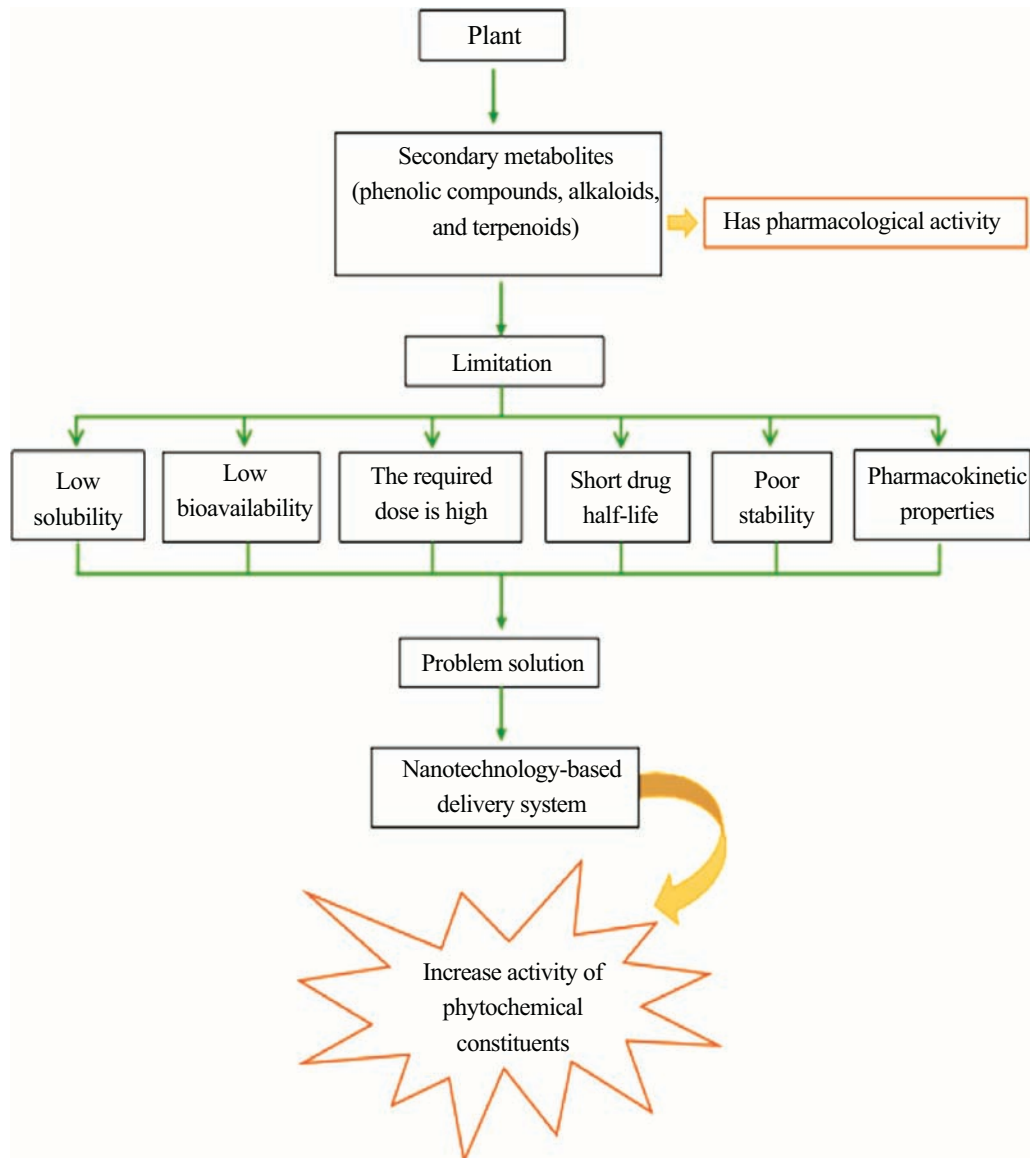 Plant
Secondary metabolites
(phenolic compounds, alkaloids,
and terpenoids)
Has pharmacological activity
Limitation
Low
solubility
Low
bioavailability
The required
dose is high
Short drug
half-life
Poor
stability
Pharmacokinetic
properties
Problem solution
Nanotechnology-based
delivery system
Increase activity of
phytochemical
constituents